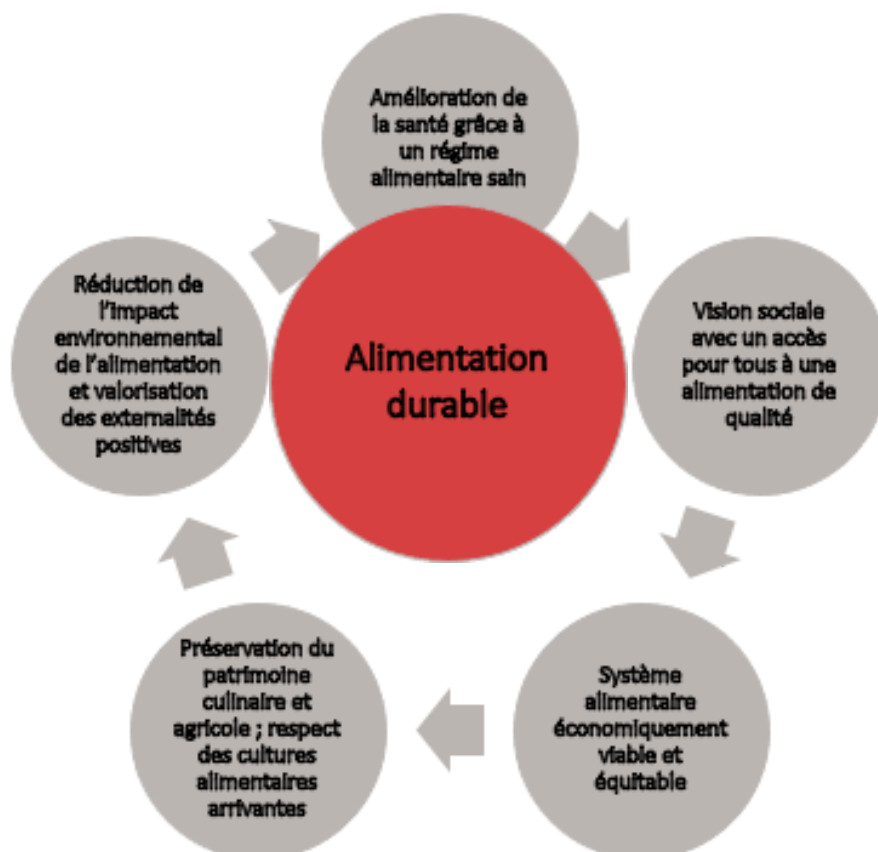 Amélioration de
la santé grâce à
un régime
alimentaire sain
Réduction de
l'impact
environnemental
de l'alimentation
et valorisation
des externalités
positives
Alimentation
durable
Vision sociale
avec un accès
pour tous à une
alimentation de
qualité
Préservation du
patrimoine
culinaire et
agricole ; respect
des cultures
alimentaires
arrivantes
Système
alimentaire
économiquement
viable et
équitable